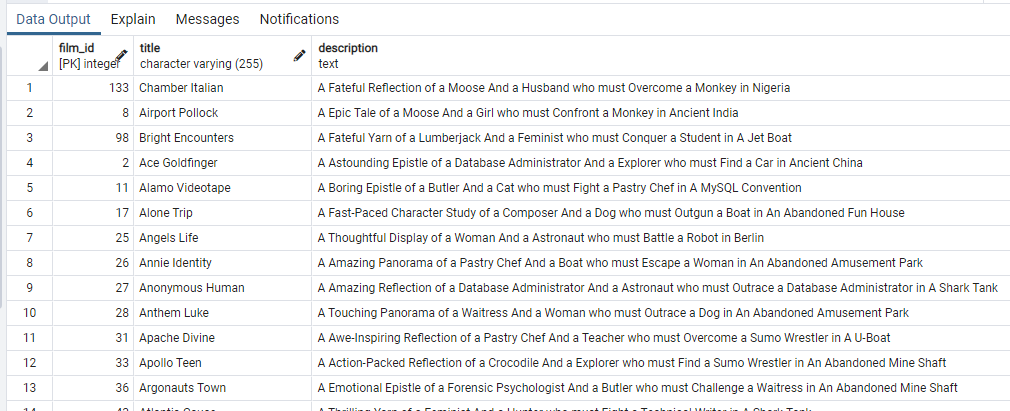 Data Output Explain Messages Notifications
film_id title description
[PK] integer character varying (255) text
1 133 Chamber Italian A Fateful Reflection of a Moose And a Husband who must Overcome a Monkey in Nigeria
2 8 Airport Pollock A Epic Tale of a Moose And a Girl who must Confront a Monkey in Ancient India
3 98 Bright Encounters A Fateful Yarn of a Lumberjack And a Feminist who must Conquer a Student in A Jet Boat
4 2 Ace Goldfinger A Astounding Epistle of a Database Administrator And a Explorer who must Find a Car in Ancient China
5 11 Alamo Videotape A Boring Epistle of a Butler And a Cat who must Fight a Pastry Chef in A MySQL Convention
6 17 Alone Trip A Fast-Paced Character Study of a Composer And a Dog who must Outgun a Boat in An Abandoned Fun House
7 25 Angels Life A Thoughtful Display of a Woman And a Astronaut who must Battle a Robot in Berlin
8 26 Annie Identity A Amazing Panorama of a Pastry Chef And a Boat who must Escape a Woman in An Abandoned Amusement Park
9 27 Anonymous Human A Amazing Reflection of a Database Administrator And a Astronaut who must Outrace a Database Administrator in A Shark Tank
10 28 Anthem Luke A Touching Panorama of a Waitress And a Woman who must Outrace a Dog in An Abandoned Amusement Park
11 31 Apache Divine A Awe-Inspiring Reflection of a Pastry Chef And a Teacher who must Overcome a Sumo Wrestler in A U-Boat
12 33 Apollo Teen A Action-Packed Reflection of a Crocodile And a Explorer who must Find a Sumo Wrestler in An Abandoned Mine Shaft
13 36 Argonauts Town A Emotional Epistle of a Forensic Psychologist And a Butler who must Challenge a Waitress in An Abandoned Mine Shaft